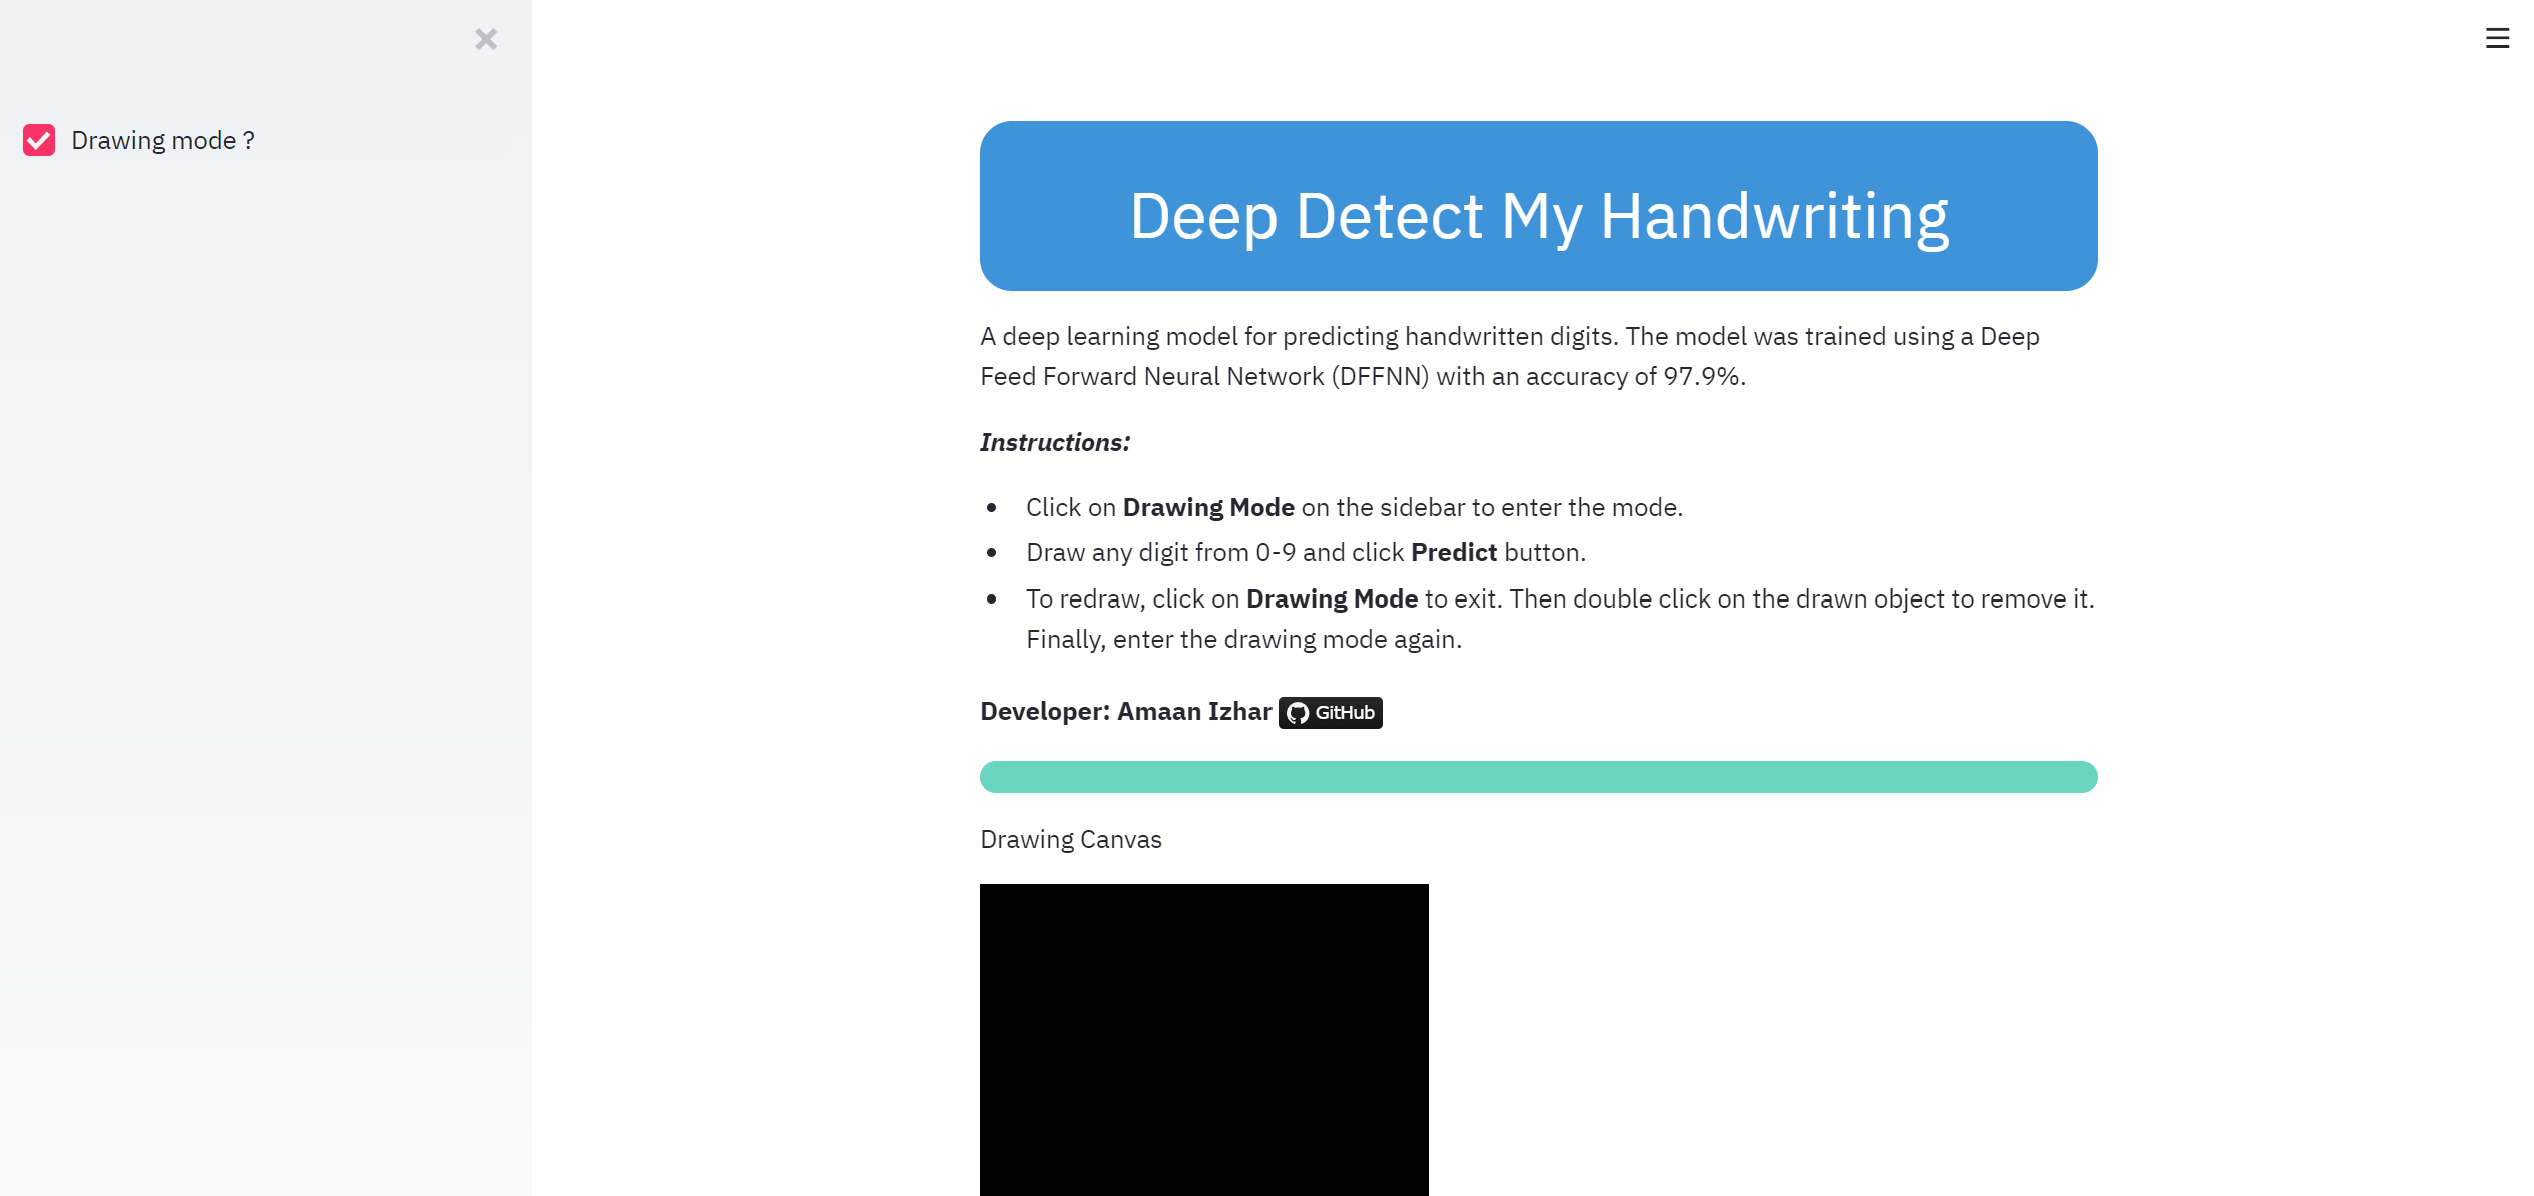 Drawing mode ?
Deep Detect My Handwriting
A deep learning model for predicting handwritten digits. The model was trained using a Deep
Feed Forward Neural Network (DFFNN) with an accuracy of 97.9%.
Instructions:
Click on Drawing Mode on the sidebar to enter the mode.
Draw any digit from 0-9 and click Predict button.
To redraw, click on Drawing Mode to exit. Then double click on the drawn object to remove it.
Finally, enter the drawing mode again.
Developer: Amaan Izhar GitHub
Drawing Canvas